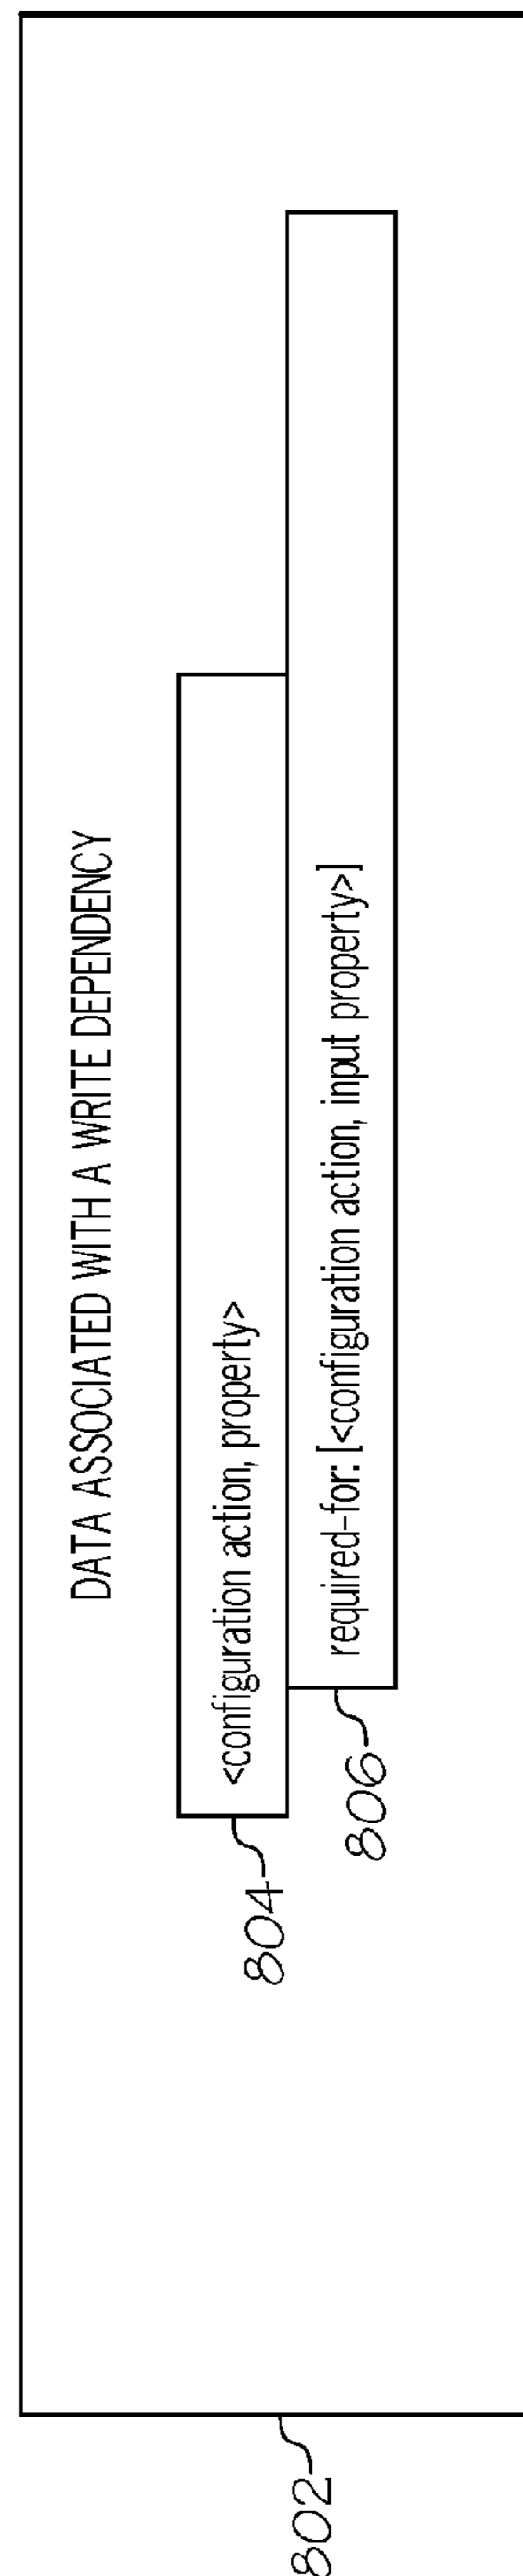 DATA ASSOCIATED WITH A WRITE DEPENDENCY
<configuration action, property>
804
required-for: [<configuration action, input property>]
806
802